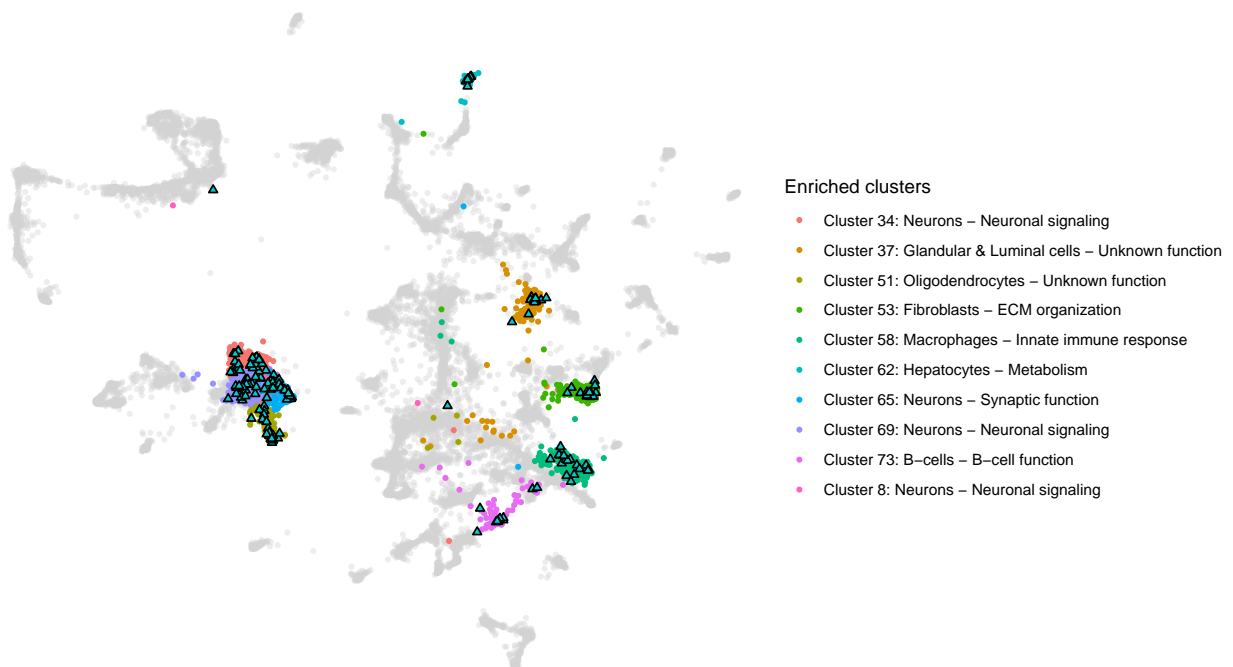 Enriched clusters
Cluster 34: Neurons − Neuronal signaling
Cluster 37: Glandular & Luminal cells − Unknown function
Cluster 51: Oligodendrocytes − Unknown function
Cluster 53: Fibroblasts − ECM organization
Cluster 58: Macrophages − Innate immune response
Cluster 62: Hepatocytes − Metabolism
Cluster 65: Neurons − Synaptic function
Cluster 69: Neurons − Neuronal signaling
Cluster 73: B−cells − B−cell function
Cluster 8: Neurons − Neuronal signaling